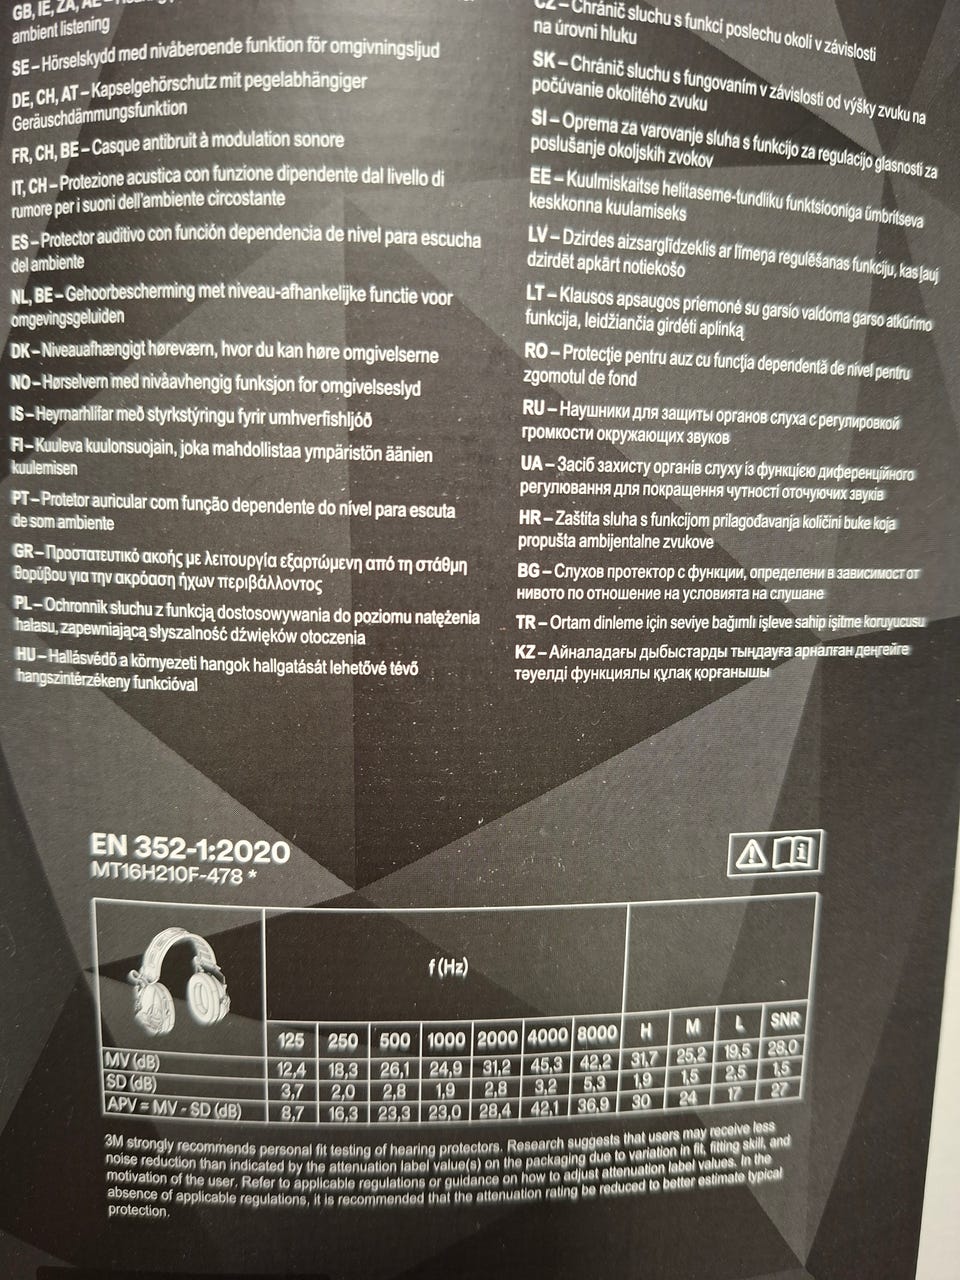 GB, IE, ZA, AE –
ambient listening
SE – Hörselskydd med nivåberoende funktion för omgivningsljud
DE, CH, AT – Kapselgehörschutz mit pegelabhängiger
Geräuschdämmungsfunktion
FR, CH, BE – Casque antibruit à modulation sonore
IT, CH – Protezione acustica con funzione dipendente dal livello di
rumore per i suoni dell'ambiente circostante
ES – Protector auditivo con función dependencia de nivel para escucha
del ambiente
NL, BE – Gehoorbescherming met niveau-afhankelijke functie voor
omgevingsgeluiden
DK – Niveauafhængigt høreværn, hvor du kan høre omgivelserne
NO – Hørselvern med nivåavhengig funksjon for omgivelseslyd
IS – Heyrnarhlífar með styrkstýringu fyrir umhverfishljóð
FI – Kuuleva kuulonsuojain, joka mahdollistaa ympäristön äänien
kuulemisen
PT – Protetor auricular com função dependente do nível para escuta
de som ambiente
GR – Προστατευτικό ακοής με λειτουργία εξαρτώμενη από τη στάθμη
θορύβου για την ακρόαση ήχων περιβάλλοντος
PL – Ochronnik słuchu z funkcją dostosowywania do poziomu natężenia
hałasu, zapewniającą słyszalność dźwięków otoczenia
HU – Hallásvédő a környezeti hangok hallgatását lehetővé tévő
hangszintérzékeny funkcióval
CZ – Chránič sluchu s funkcí poslechu okolí v závislosti
na úrovni hluku
SK – Chránič sluchu s fungovaním v závislosti od výšky zvuku na
počúvanie okolitého zvuku
SI – Oprema za varovanje sluha s funkcijo za regulacijo glasnosti za
poslušanje okoljskih zvokov
EE – Kuulmiskaitse helitaseme-tundliku funktsiooniga ümbritseva
keskkonna kuulamiseks
LV – Dzirdes aizsarglīdzeklis ar līmeņa regulēšanas funkciju, kas ļauj
dzirdēt apkārt notiekošo
LT – Klausos apsaugos priemonė su garsio valdoma garso atkūrimo
funkcija, leidžiančia girdėti aplinką
RO – Protecţie pentru auz cu funcţia dependentă de nivel pentru
zgomotul de fond
RU – Наушники для защиты органов слуха с регулировкой
громкости окружающих звуков
UA – Засіб захисту органів слуху із функцією диференційного
регулювання для покращення чутності оточуючих звуків
HR – Zaštita sluha s funkcijom prilagođavanja količini buke koja
propušta ambijentalne zvukove
BG – Слухов протектор с функции, определени в зависимост от
нивото по отношение на условията на слушане
TR – Ortam dinleme için seviye bağımlı işleve sahip işitme koruyucusu
KZ – Айналадағы дыбыстарды тыңдауға арналған деңгейге
тәуелді функциялы құлақ қорғанышы
EN 352-1:2020
MT16H210F-478 *
f (Hz)
125 250 500 1000 2000 4000 8000 H M L SNR
MV (dB) 12,4 18,3 26,1 24,9 31,2 45,3 42,2 31,7 25,2 19,5 28,0
SD (dB) 3,7 2,0 2,8 1,9 2,8 3,2 5,3 1,9 1,5 2,5 1,5
APV = MV - SD (dB) 8,7 16,3 23,3 23,0 28,4 42,1 36,9 30 24 17 27
3M strongly recommends personal fit testing of hearing protectors. Research suggests that users may receive less
noise reduction than indicated by the attenuation label value(s) on the packaging due to variation in fit, fitting skill, and
motivation of the user. Refer to applicable regulations or guidance on how to adjust attenuation label values. In the
absence of applicable regulations, it is recommended that the attenuation rating be reduced to better estimate typical
protection.